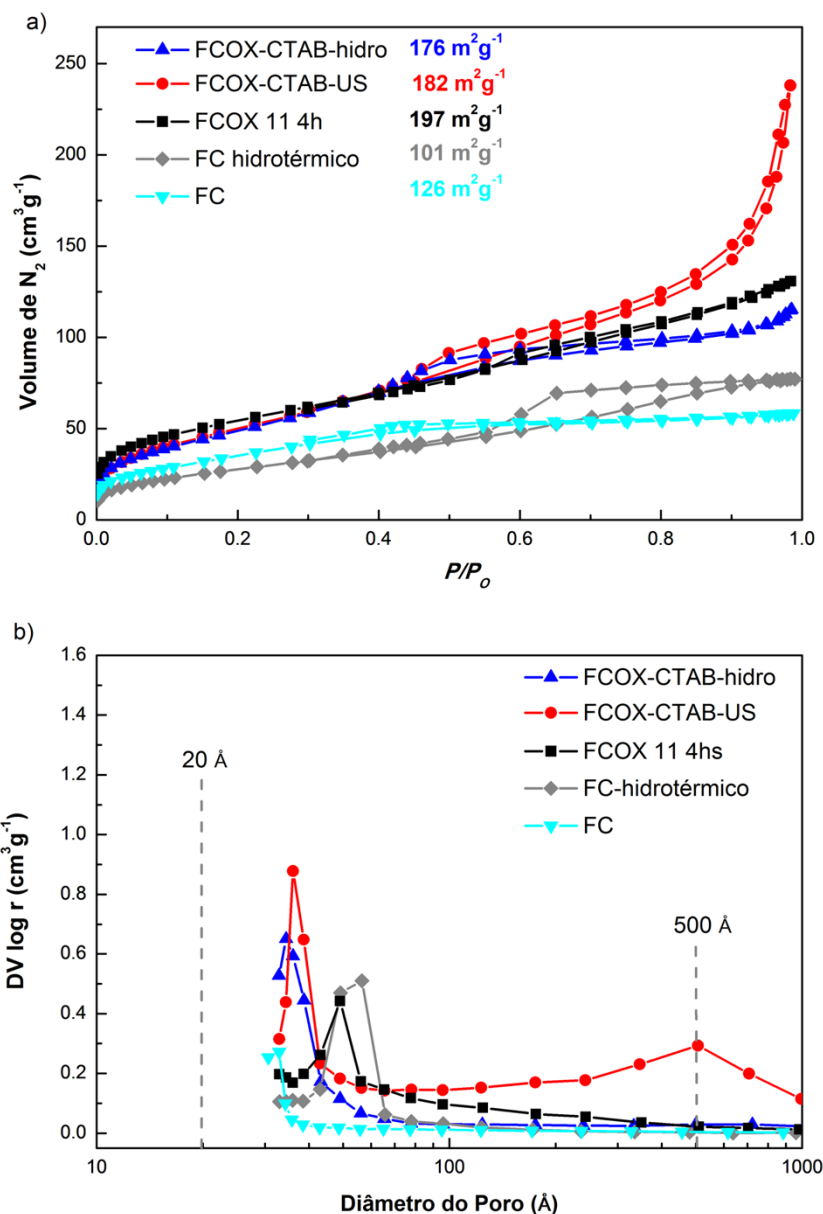 a)
FCOX-CTAB-hidro 176 m²g⁻¹
FCOX-CTAB-US 182 m²g⁻¹
FCOX 11 4h 197 m²g⁻¹
FC hidrotérmico 101 m²g⁻¹
FC 126 m²g⁻¹
250
200
150
100
50
0
Volume de N₂ (cm³g⁻¹)
0.0 0.2 0.4 0.6 0.8 1.0
P/Pₒ
b)
1.6
1.4
1.2
1.0
0.8
0.6
0.4
0.2
0.0
DV log r (cm³g⁻¹)
FCOX-CTAB-hidro
FCOX-CTAB-US
FCOX 11 4hs
FC-hidrotérmico
FC
20 Å
500 Å
10 100 1000
Diâmetro do Poro (Å)